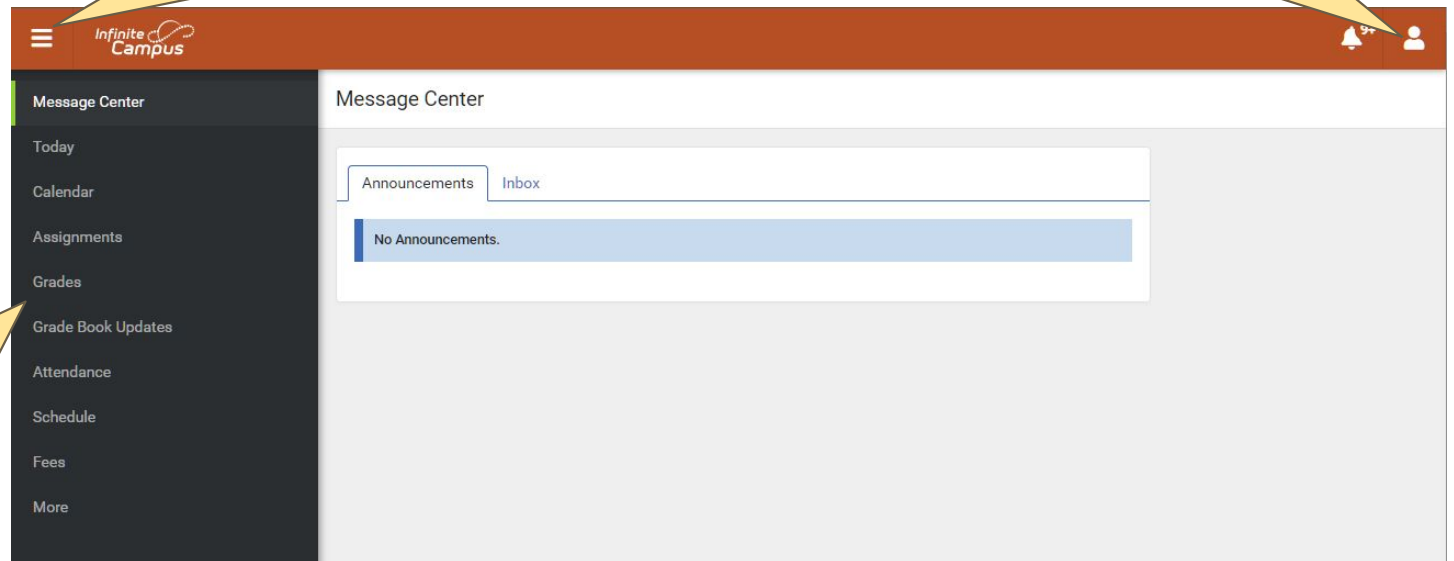 Infinite
Campus
9+
Message Center
Today
Calendar
Assignments
Grades
Grade Book Updates
Attendance
Schedule
Fees
More
Message Center
Announcements
Inbox
No Announcements.